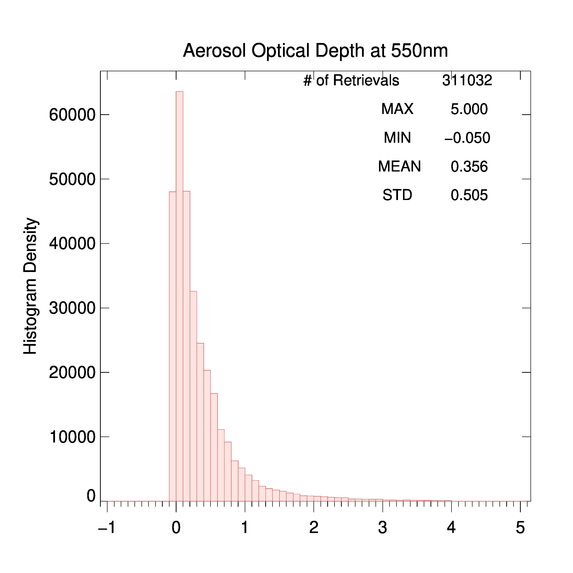 Aerosol Optical Depth at 550nm
# of Retrievals 311032
MAX 5.000
MIN −0.050
MEAN 0.356
STD 0.505
Histogram Density
60000
50000
40000
30000
20000
10000
0
−1 0 1 2 3 4 5